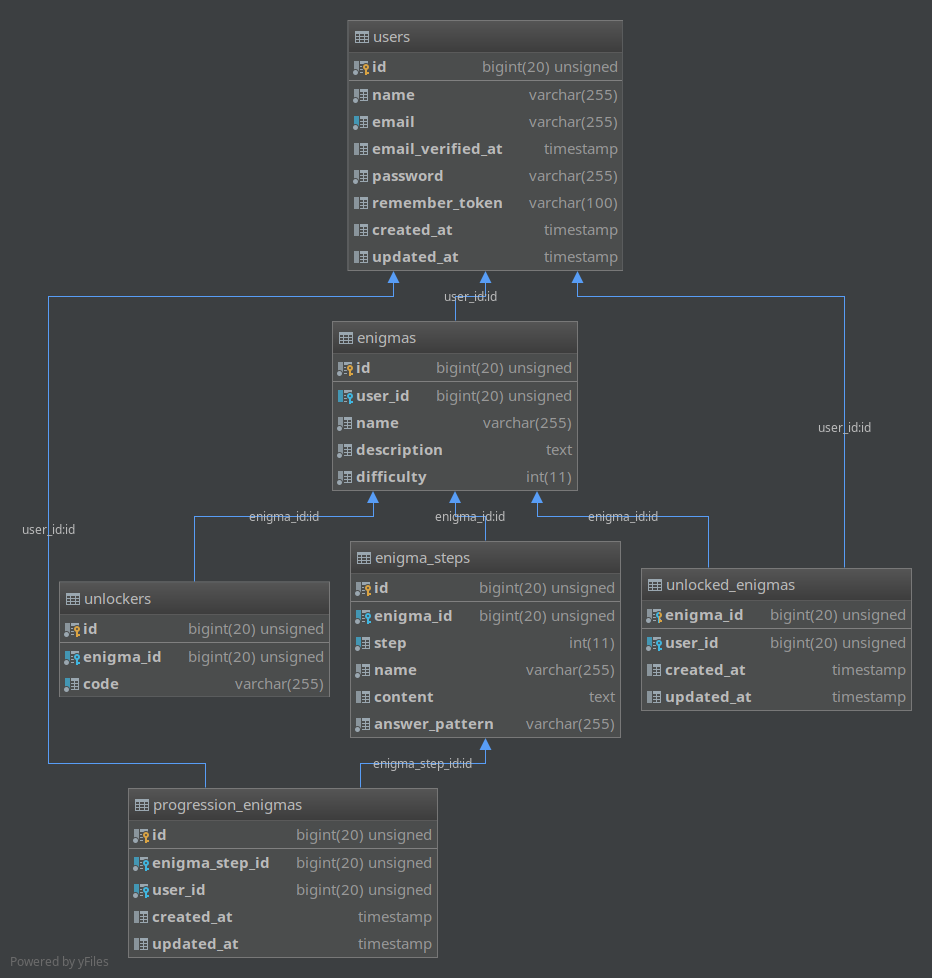 users
id bigint(20) unsigned
name varchar(255)
email varchar(255)
email_verified_at timestamp
password varchar(255)
remember_token varchar(100)
created_at timestamp
updated_at timestamp
user_id:id
enigmas
id bigint(20) unsigned
user_id bigint(20) unsigned
name varchar(255)
description text
difficulty int(11)
user_id:id
enigma_id:id
enigma_id:id
enigma_id:id
user_id:id
unlockers
id bigint(20) unsigned
enigma_id bigint(20) unsigned
code varchar(255)
enigma_steps
id bigint(20) unsigned
enigma_id bigint(20) unsigned
step int(11)
name varchar(255)
content text
answer_pattern varchar(255)
unlocked_enigmas
enigma_id bigint(20) unsigned
user_id bigint(20) unsigned
created_at timestamp
updated_at timestamp
enigma_step_id:id
progression_enigmas
id bigint(20) unsigned
enigma_step_id bigint(20) unsigned
user_id bigint(20) unsigned
created_at timestamp
updated_at timestamp
Powered by yFiles